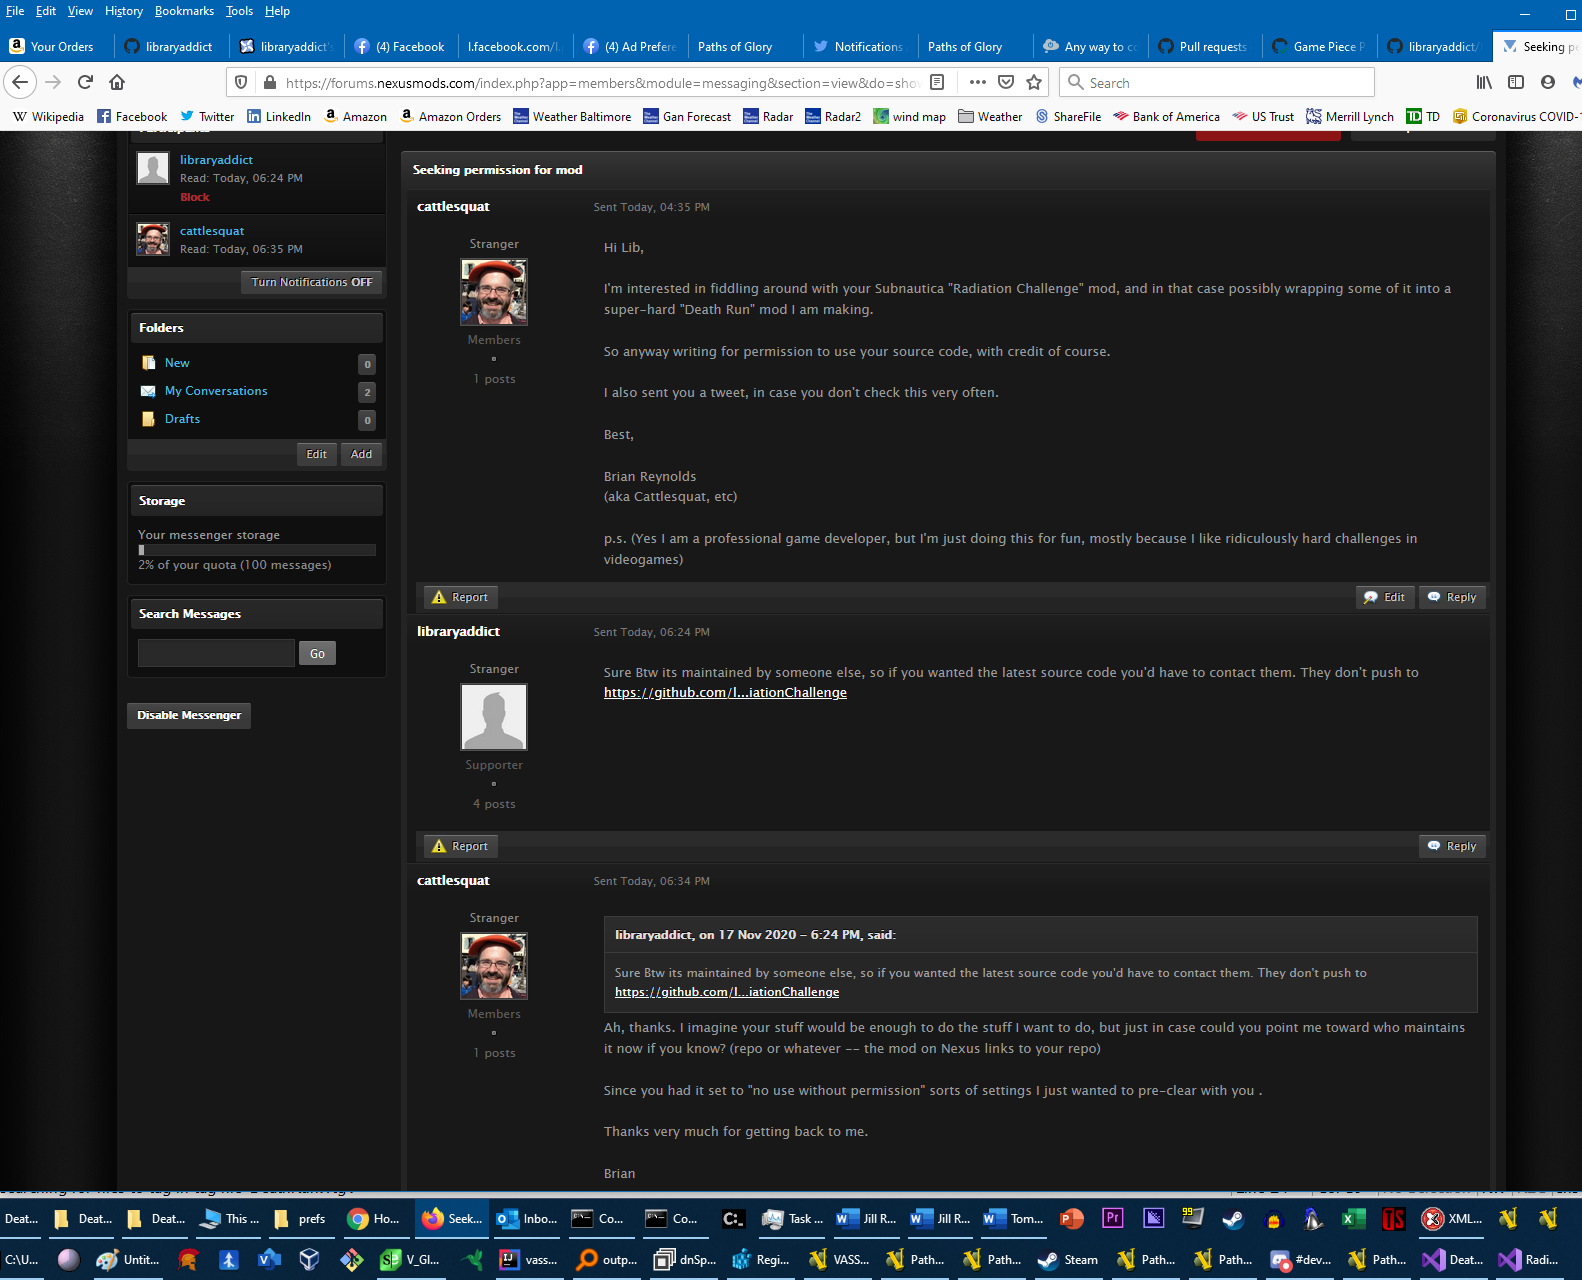 File Edit View History Bookmarks Tools Help
Your Orders libraryaddict libraryaddict's (4) Facebook l.facebook.com/l. (4) Ad Prefere Paths of Glory Notifications Paths of Glory Any way to co Pull requests Game Piece P libraryaddict/ Seeking pe
https://forums.nexusmods.com/index.php?app=members&module=messaging&section=view&do=show Search
Wikipedia Facebook Twitter LinkedIn Amazon Amazon Orders Weather Baltimore Gan Forecast Radar Radar2 wind map Weather ShareFile Bank of America US Trust Merrill Lynch TD Coronavirus COVID-1
libraryaddict
Read: Today, 06:24 PM
Block
cattlesquat
Read: Today, 06:35 PM
Turn Notifications OFF
Folders
New 0
My Conversations 2
Drafts 0
Edit Add
Storage
Your messenger storage
2% of your quota (100 messages)
Search Messages
Go
Disable Messenger
Seeking permission for mod
cattlesquat Sent Today, 04:35 PM
Stranger
Members
1 posts
Hi Lib,
I'm interested in fiddling around with your Subnautica "Radiation Challenge" mod, and in that case possibly wrapping some of it into a
super-hard "Death Run" mod I am making.
So anyway writing for permission to use your source code, with credit of course.
I also sent you a tweet, in case you don't check this very often.
Best,
Brian Reynolds
(aka Cattlesquat, etc)
p.s. (Yes I am a professional game developer, but I'm just doing this for fun, mostly because I like ridiculously hard challenges in
videogames)
Report Edit Reply
libraryaddict Sent Today, 06:24 PM
Stranger
Supporter
4 posts
Sure Btw its maintained by someone else, so if you wanted the latest source code you'd have to contact them. They don't push to
https://github.com/l...iationChallenge
Report Reply
cattlesquat Sent Today, 06:34 PM
Stranger
Members
1 posts
libraryaddict, on 17 Nov 2020 - 6:24 PM, said:
Sure Btw its maintained by someone else, so if you wanted the latest source code you'd have to contact them. They don't push to
https://github.com/l...iationChallenge
Ah, thanks. I imagine your stuff would be enough to do the stuff I want to do, but just in case could you point me toward who maintains
it now if you know? (repo or whatever -- the mod on Nexus links to your repo)
Since you had it set to "no use without permission" sorts of settings I just wanted to pre-clear with you .
Thanks very much for getting back to me.
Brian
Deat... Deat... Deat... This ... prefs Ho... Seek... Inbo... Co... Co... C:. Task ... Jill R... Jill R... Tom... Pr 99 TS XML...
C:\U... Untit... V_Gl... vass... outp... dnSp... Regi... VASS... Path... Path... Steam Path... Path... #dev... Path... Deat... Radi...